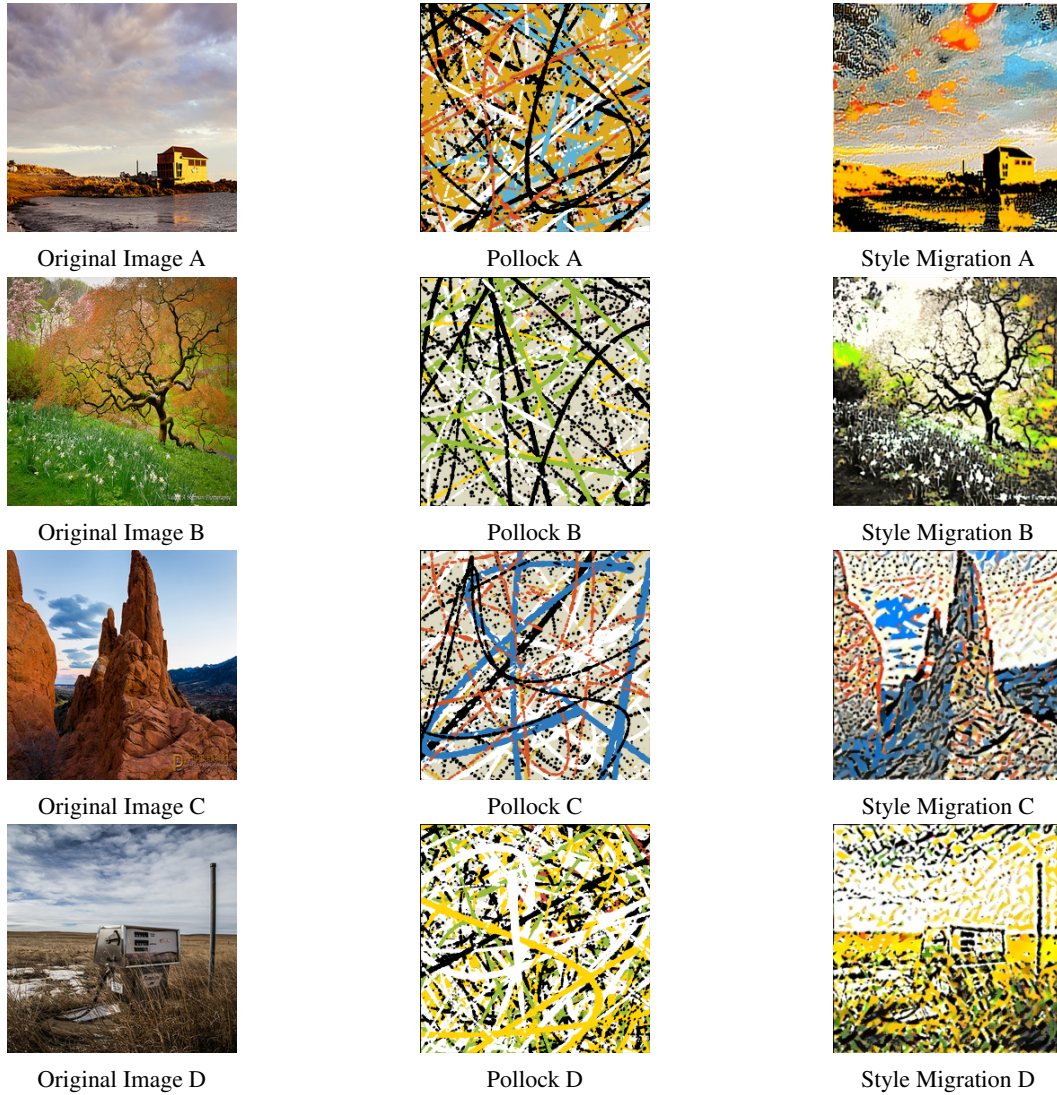 Original Image A
Pollock A
Style Migration A
Original Image B
Pollock B
Style Migration B
Original Image C
Pollock C
Style Migration C
Original Image D
Pollock D
Style Migration D